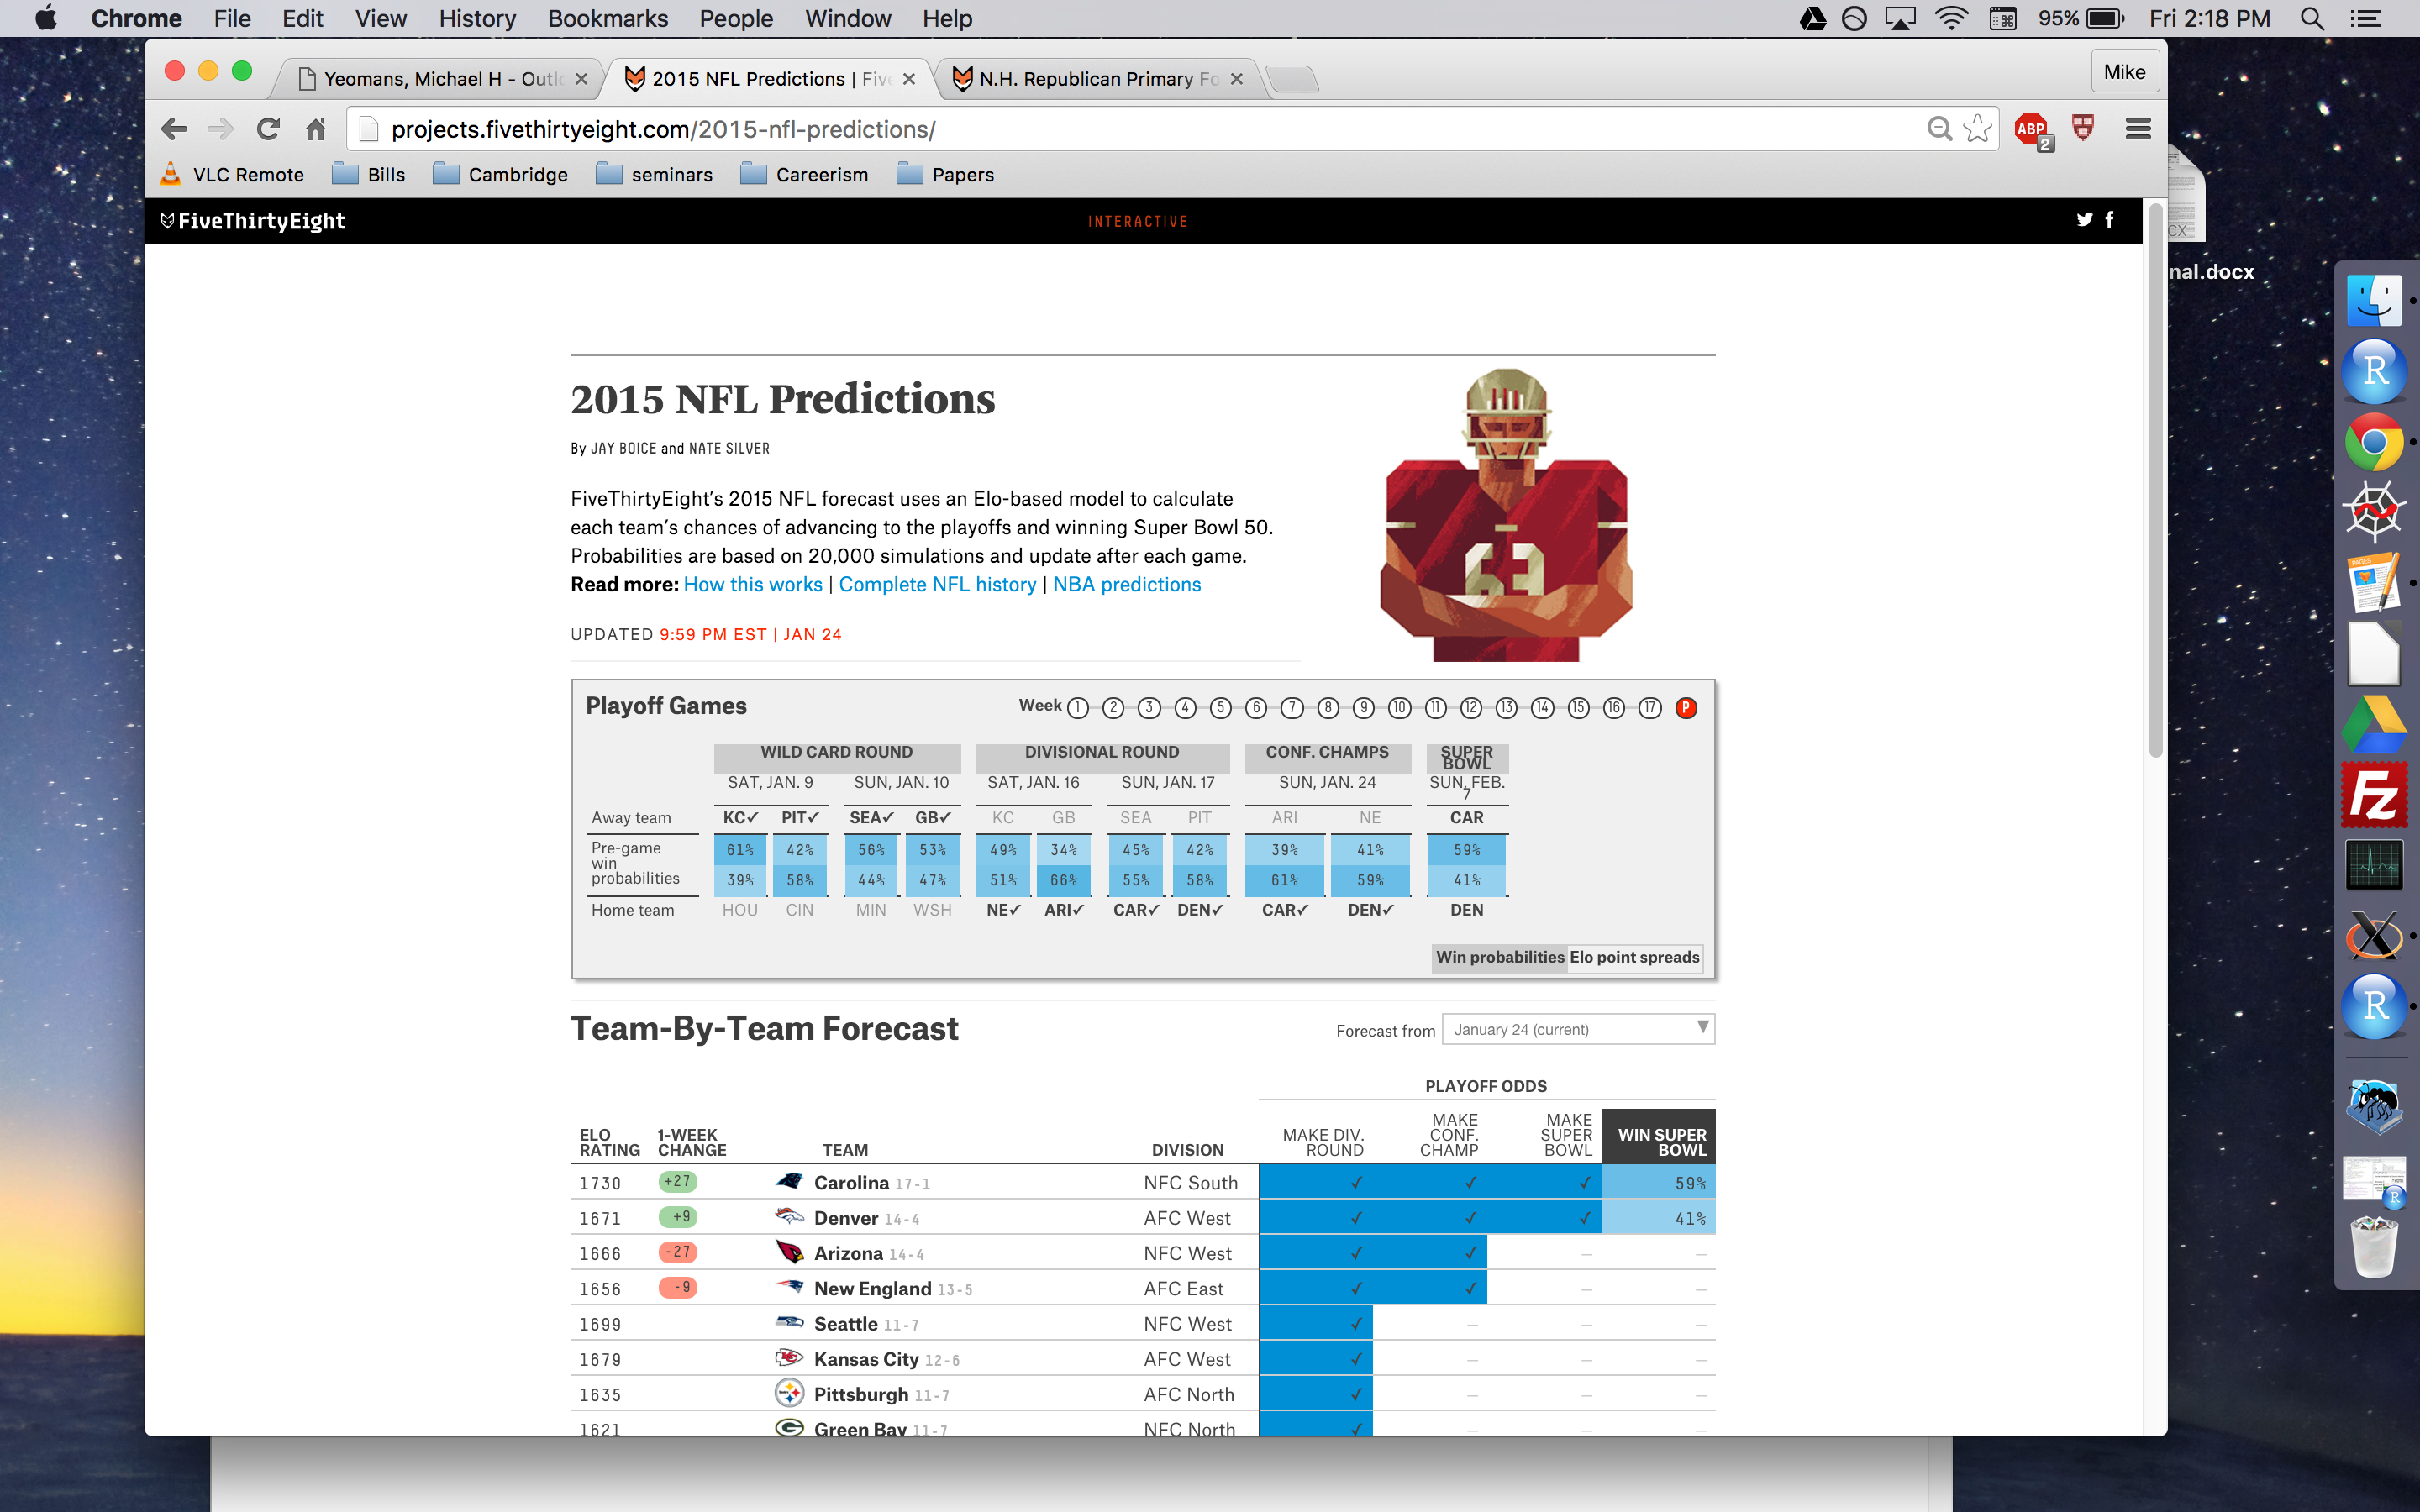 Chrome File Edit View History Bookmarks People Window Help 95% Fri 2:18 PM
Yeomans, Michael H - Outlo 2015 NFL Predictions | Five N.H. Republican Primary Fo Mike
projects.fivethirtyeight.com/2015-nfl-predictions/ ABP 2
VLC Remote Bills Cambridge seminars Careerism Papers
FiveThirtyEight INTERACTIVE
CX
nal.docx
2015 NFL Predictions
By JAY BOICE and NATE SILVER
FiveThirtyEight's 2015 NFL forecast uses an Elo-based model to calculate
each team's chances of advancing to the playoffs and winning Super Bowl 50.
Probabilities are based on 20,000 simulations and update after each game.
Read more: How this works | Complete NFL history | NBA predictions
UPDATED 9:59 PM EST | JAN 24
63
Playoff Games Week 1 2 3 4 5 6 7 8 9 10 11 12 13 14 15 16 17 P
WILD CARD ROUND DIVISIONAL ROUND CONF. CHAMPS SUPER
BOWL
SAT, JAN. 9 SUN, JAN. 10 SAT, JAN. 16 SUN, JAN. 17 SUN, JAN. 24 SUN, FEB.
7
Away team KC✓ PIT✓ SEA✓ GB✓ KC GB SEA PIT ARI NE CAR
Pre-game 61% 42% 56% 53% 49% 34% 45% 42% 39% 41% 59%
win
probabilities 39% 58% 44% 47% 51% 66% 55% 58% 61% 59% 41%
Home team HOU CIN MIN WSH NE✓ ARI✓ CAR✓ DEN✓ CAR✓ DEN✓ DEN
Win probabilities Elo point spreads
Team-By-Team Forecast Forecast from January 24 (current)
PLAYOFF ODDS
ELO 1-WEEK MAKE DIV. MAKE MAKE WIN SUPER
RATING CHANGE TEAM DIVISION ROUND CONF. SUPER BOWL
CHAMP BOWL
1730 +27 Carolina 17-1 NFC South ✓ ✓ ✓ 59%
1671 +9 Denver 14-4 AFC West ✓ ✓ ✓ 41%
1666 -27 Arizona 14-4 NFC West ✓ ✓ — —
1656 -9 New England 13-5 AFC East ✓ ✓ — —
1699 Seattle 11-7 NFC West ✓ — — —
1679 Kansas City 12-6 AFC West ✓ — — —
1635 Pittsburgh 11-7 AFC North ✓ — — —
1621 Green Bay 11-7 NFC North ✓ — — —
R
PAGES
Fz
X
R
R